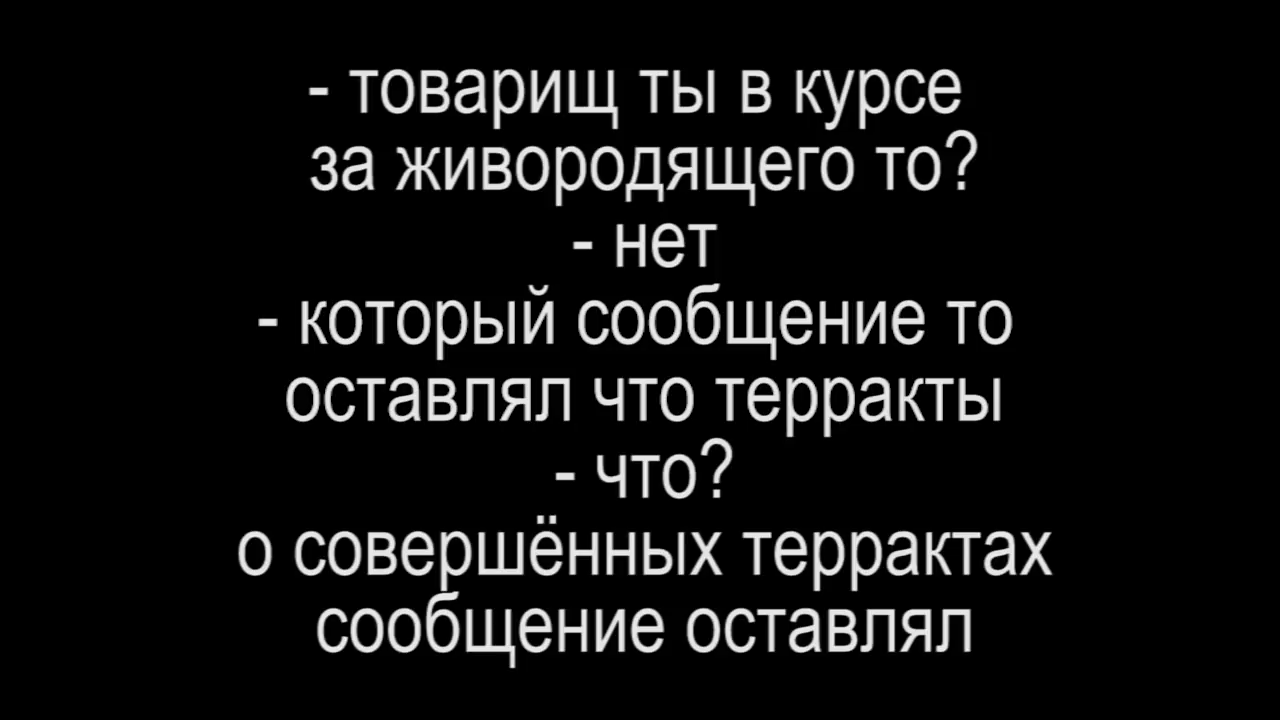 - товарищ ты в курсе
за живородящего то?
- нет
- который сообщение то
оставлял что терракты
- что?
о совершённых террактах
сообщение оставлял